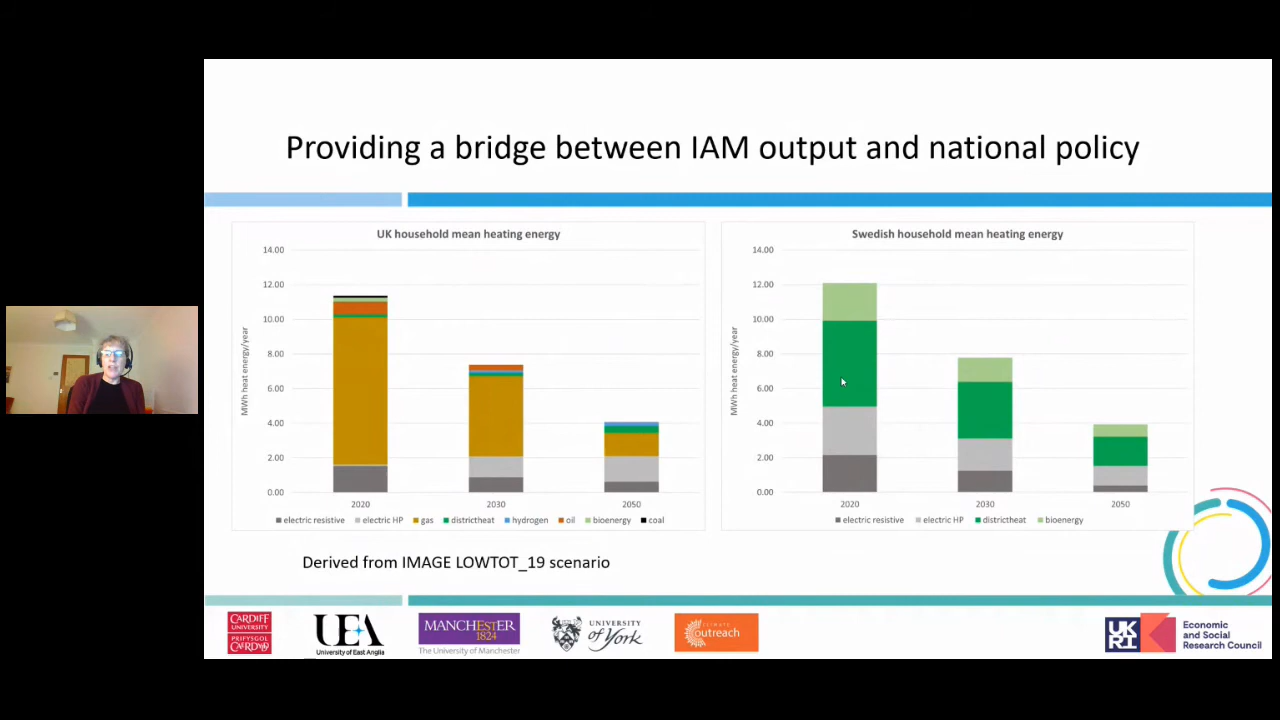 Providing a bridge between IAM output and national policy
UK household mean heating energy
14.00
12.00
10.00
8.00
6.00
4.00
2.00
0.00
MWh heat energy/year
2020
2030
2050
electric resistive
electric HP
gas
districtheat
hydrogen
oil
bioenergy
coal
Swedish household mean heating energy
14.00
12.00
10.00
8.00
6.00
4.00
2.00
0.00
MWh heat energy/year
2020
2030
2050
electric resistive
electric HP
districtheat
bioenergy
Derived from IMAGE LOWTOT_19 scenario
CARDIFF
UNIVERSITY
PRIFYSGOL
CAERDYDD
UEA
University of East Anglia
MANCHESTER
1824
The University of Manchester
UNIVERSITY
of York
climate
outreach
UK
RI
Economic
and Social
Research Council